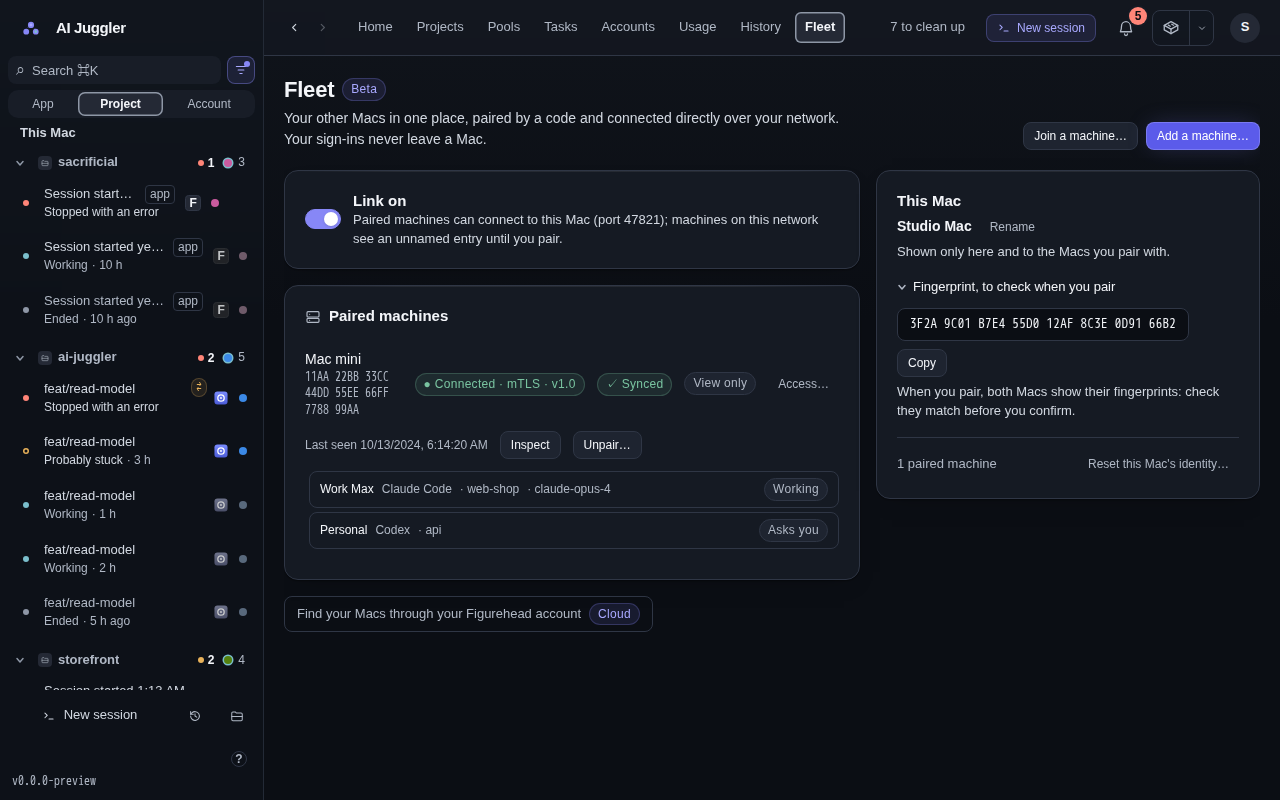 AI Juggler
Search ⌘K
App
Project
Account
This Mac
sacrificial
1
3
Session start…
app
Stopped with an error
F
Session started ye…
app
Working · 10 h
F
Session started ye…
app
Ended · 10 h ago
F
ai-juggler
2
5
feat/read-model
Stopped with an error
feat/read-model
Probably stuck · 3 h
feat/read-model
Working · 1 h
feat/read-model
Working · 2 h
feat/read-model
Ended · 5 h ago
storefront
2
4
New session
?
v0.0.0-preview
Home
Projects
Pools
Tasks
Accounts
Usage
History
Fleet
7 to clean up
New session
5
S
Fleet
Beta
Your other Macs in one place, paired by a code and connected directly over your network.
Your sign-ins never leave a Mac.
Join a machine…
Add a machine…
Link on
Paired machines can connect to this Mac (port 47821); machines on this network
see an unnamed entry until you pair.
Paired machines
Mac mini
11AA 22BB 33CC
44DD 55EE 66FF
7788 99AA
Connected · mTLS · v1.0
✓ Synced
View only
Access…
Last seen 10/13/2024, 6:14:20 AM
Inspect
Unpair…
Work Max Claude Code · web-shop · claude-opus-4
Working
Personal Codex · api
Asks you
Find your Macs through your Figurehead account
Cloud
This Mac
Studio Mac
Rename
Shown only here and to the Macs you pair with.
Fingerprint, to check when you pair
3F2A 9C01 B7E4 55D0 12AF 8C3E 0D91 66B2
Copy
When you pair, both Macs show their fingerprints: check
they match before you confirm.
1 paired machine
Reset this Mac's identity…